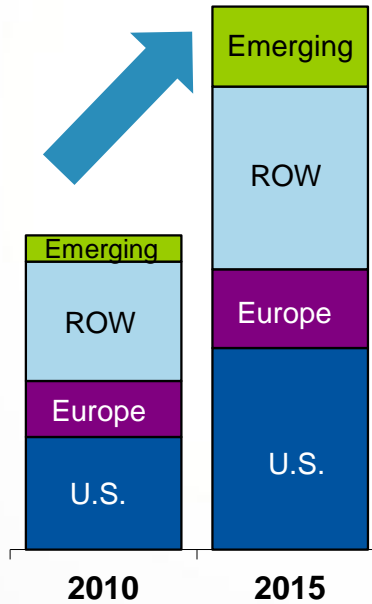 Emerging
ROW
Europe
U.S.
Emerging
ROW
Europe
U.S.
2010
2015